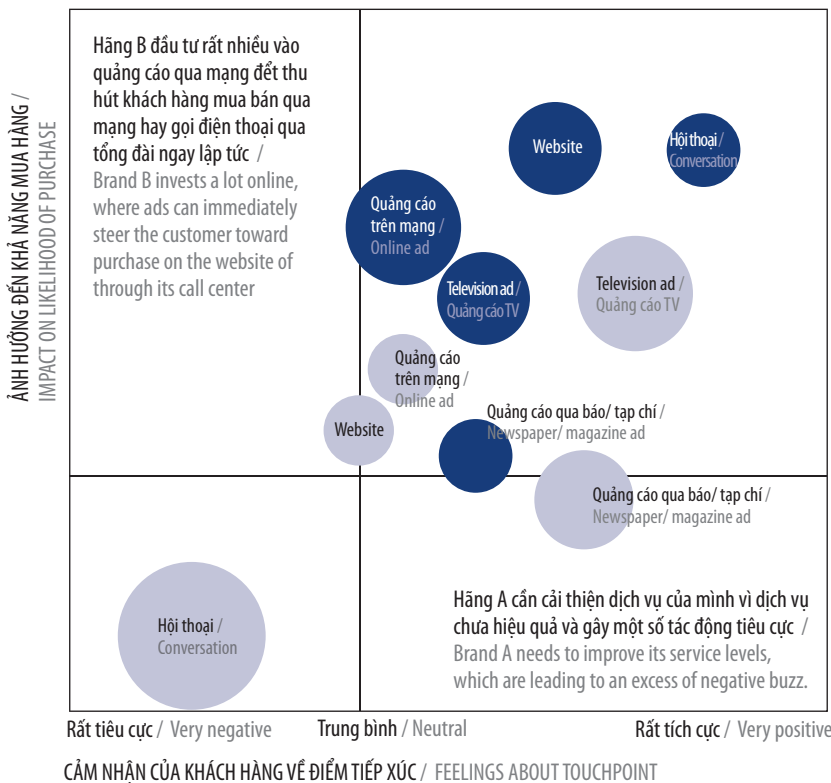 Hãng B đầu tư rất nhiều vào
quảng cáo qua mạng đểt thu
hút khách hàng mua bán qua
mạng hay gọi điện thoại qua
tổng đài ngay lập tức /
Brand B invests a lot online,
where ads can immediately
steer the customer toward
purchase on the website of
through its call center
ẢNH HƯỞNG ĐẾN KHẢ NĂNG MUA HÀNG /
IMPACT ON LIKELIHOOD OF PURCHASE
Website
Hội thoại /
Conversation
Quảng cáo
trên mạng /
Online ad
Television ad /
Quảng cáo TV
Television ad /
Quảng cáo TV
Quảng cáo
trên mạng /
Online ad
Website
Quảng cáo qua báo/ tạp chí /
Newspaper/ magazine ad
Quảng cáo qua báo/ tạp chí /
Newspaper/ magazine ad
Hội thoại /
Conversation
Hãng A cần cải thiện dịch vụ của mình vì dịch vụ
chưa hiệu quả và gây một số tác động tiêu cực /
Brand A needs to improve its service levels,
which are leading to an excess of negative buzz.
Rất tiêu cực / Very negative
Trung bình / Neutral
Rất tích cực / Very positive
CẢM NHẬN CỦA KHÁCH HÀNG VỀ ĐIỂM TIẾP XÚC / FEELINGS ABOUT TOUCHPOINT